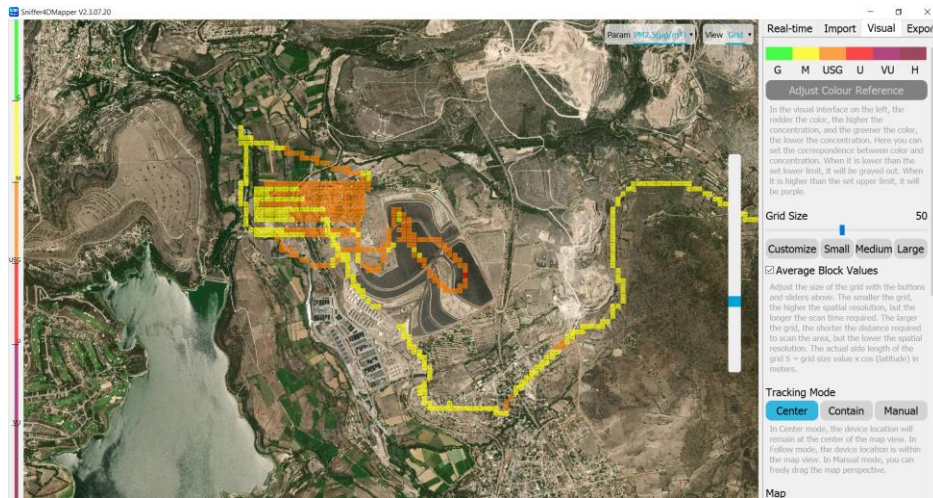 Sniffer4DMapper V2.3.07.20
Param PM2.5(μg/m³) View Grid
Real-time Import Visual Expor
G M USG U VU H
Adjust Colour Reference
In the visual interface on the left, the
redder the color, the higher the
concentration, and the greener the color,
the lower the concentration. Here you can
set the correspondence between color and
concentration. When it is lower than the
set lower limit, it will be grayed out. When
it is higher than the set upper limit, it will
be purple.
Grid Size 50
Customize Small Medium Large
Average Block Values
Adjust the size of the grid with the buttons
and sliders above. The smaller the grid,
the higher the spatial resolution, but the
longer the scan time required. The larger
the grid, the shorter the distance required
to scan the area, but the lower the spatial
resolution. The actual side length of the
grid S = grid size value x cos (latitude) in
meters.
Tracking Mode
Center Contain Manual
In Center mode, the device location will
remain at the center of the map view. In
Follow mode, the device location is within
the map view. In Manual mode, you can
freely drag the map perspective.
Map
G
M
USG
U
VU